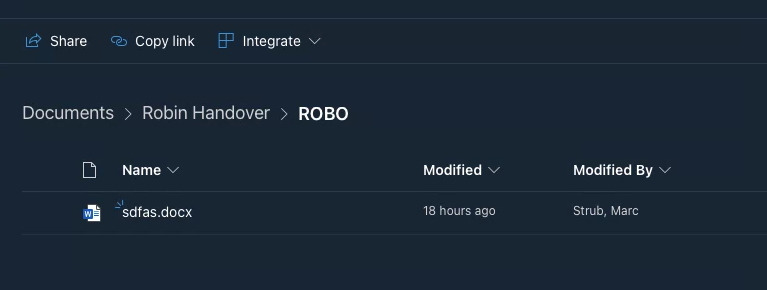 Share Copy link Integrate
Documents > Robin Handover > ROBO
Name Modified Modified By
sdfas.docx 18 hours ago Strub, Marc